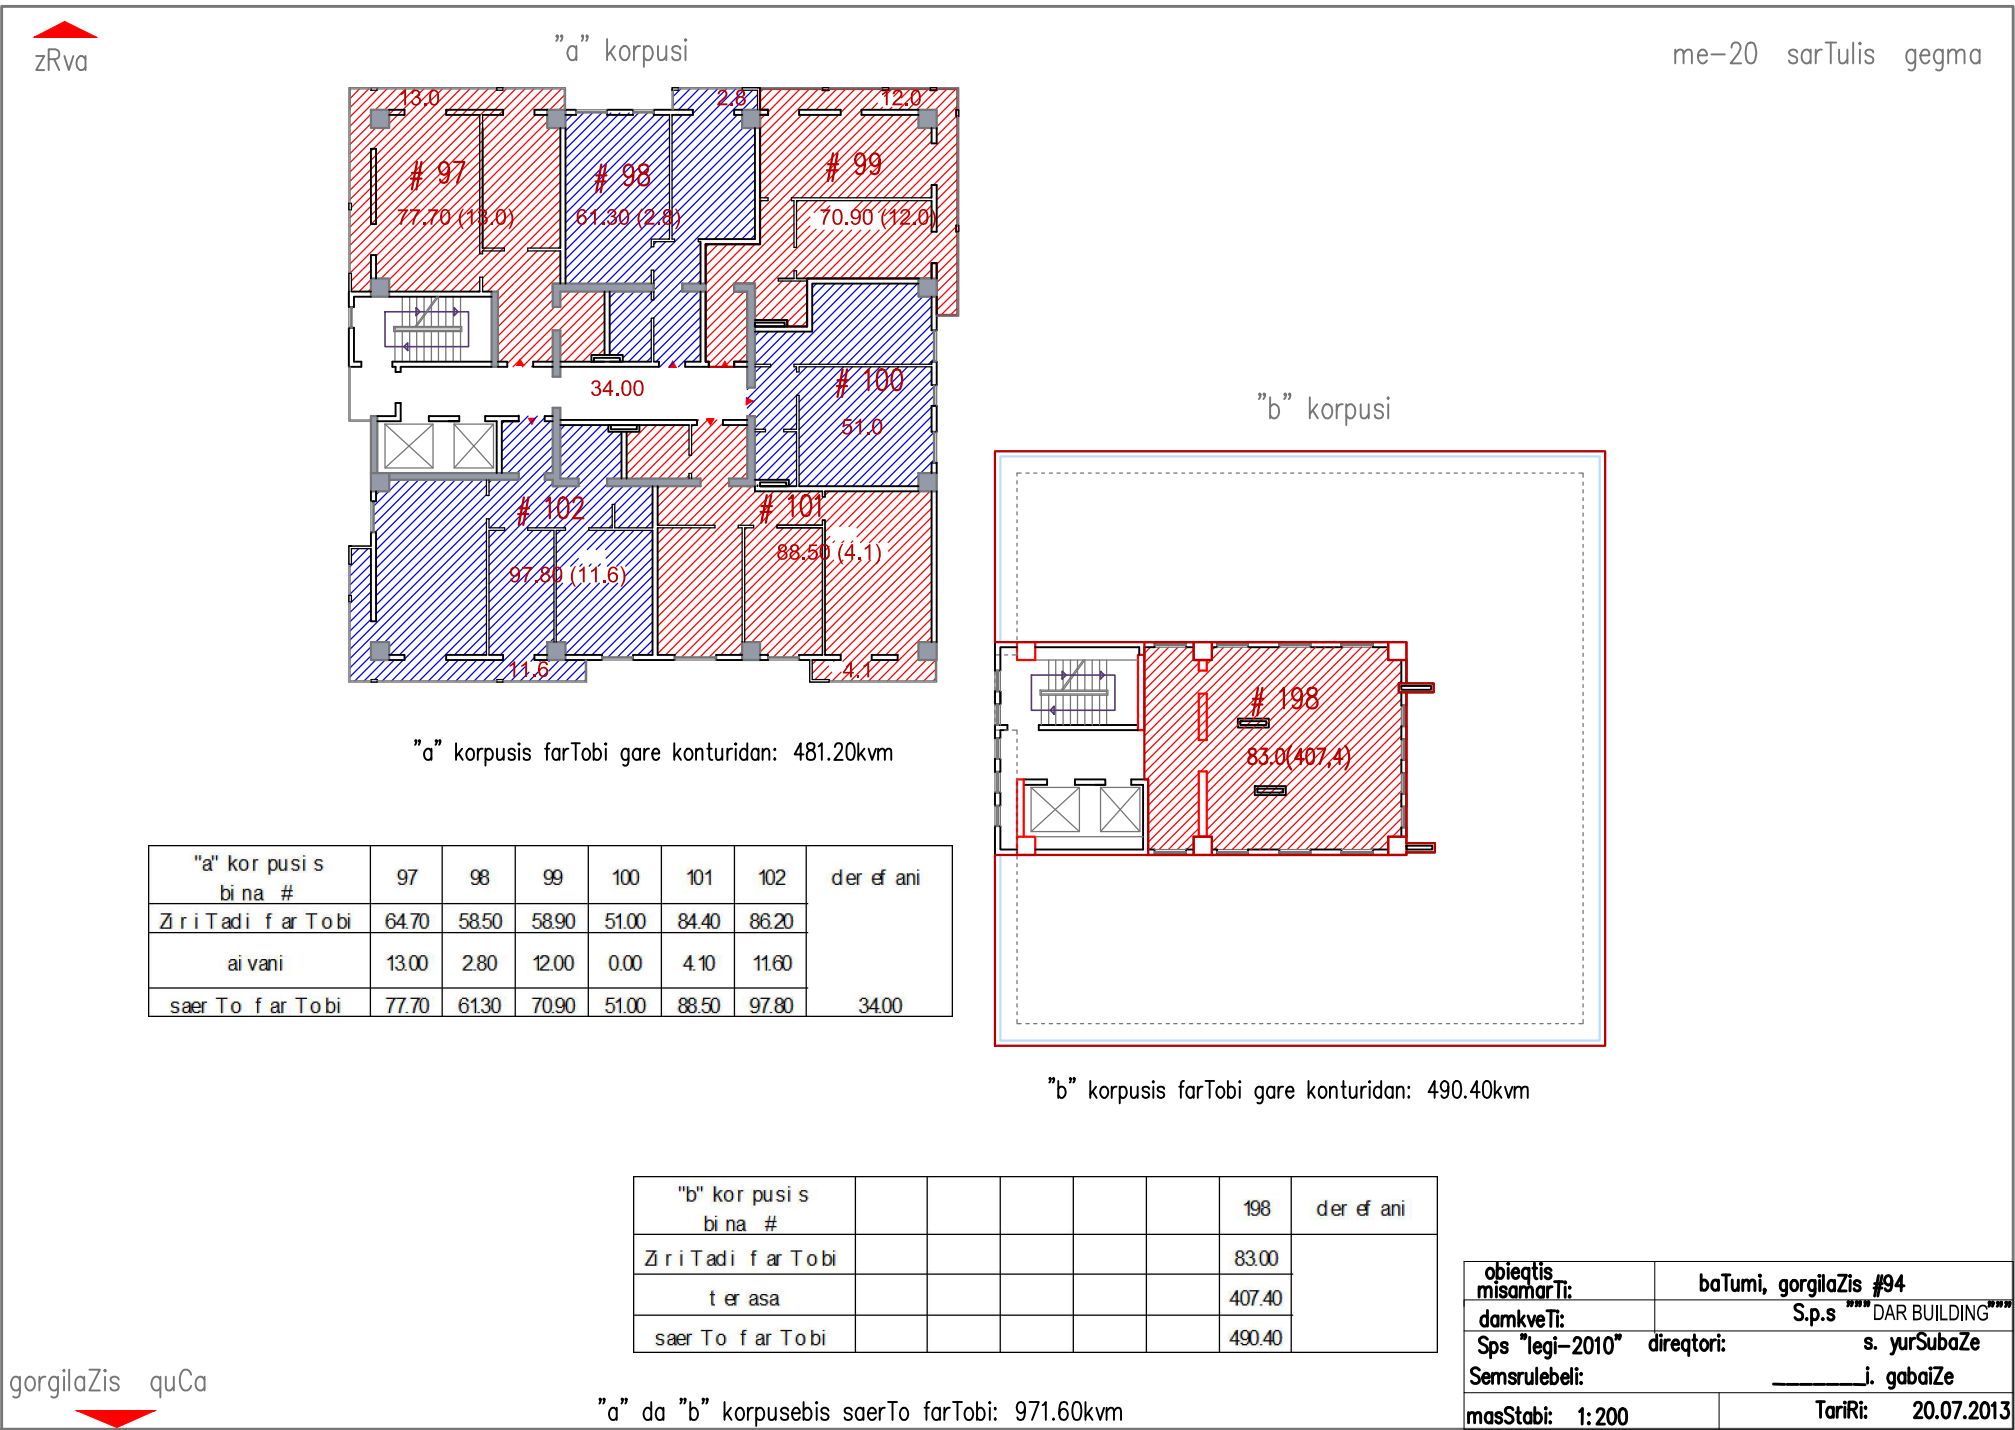 zRva
"a" korpusi
me-20 sarTulis gegma
13.0
2.8
12.0
# 97
77.70 (13.0)
# 98
61.30 (2.8)
# 99
70.90 (12.0)
34.00
# 100
51.0
# 102
97.80 (11.6)
# 101
88.50 (4.1)
11.6
4.1
"a" korpusis farTobi gare konturidan: 481.20kvm
"b" korpusi
# 198
83.0(407,4)
"b" korpusis farTobi gare konturidan: 490.40kvm
"a" korpusis
bina #
97 98 99 100 101 102 derefani
ZiriTadi farTobi 64.70 58.50 58.90 51.00 84.40 86.20
aivani 13.00 2.80 12.00 0.00 4.10 11.60
saerTo farTobi 77.70 61.30 70.90 51.00 88.50 97.80 34.00
"b" korpusis
bina #
198 derefani
ZiriTadi farTobi 83.00
terasa 407.40
saerTo farTobi 490.40
"a" da "b" korpusebis saerTo farTobi: 971.60kvm
gorgilaZis quCa
obieqtis
misamarTi:
baTumi, gorgilaZis #94
damkveTi: S.p.s """DAR BUILDING"""
Sps "legi-2010" direqtori: s. yurSubaZe
Semsrulebeli: _______i. gabaiZe
masStabi: 1:200 TariRi: 20.07.2013